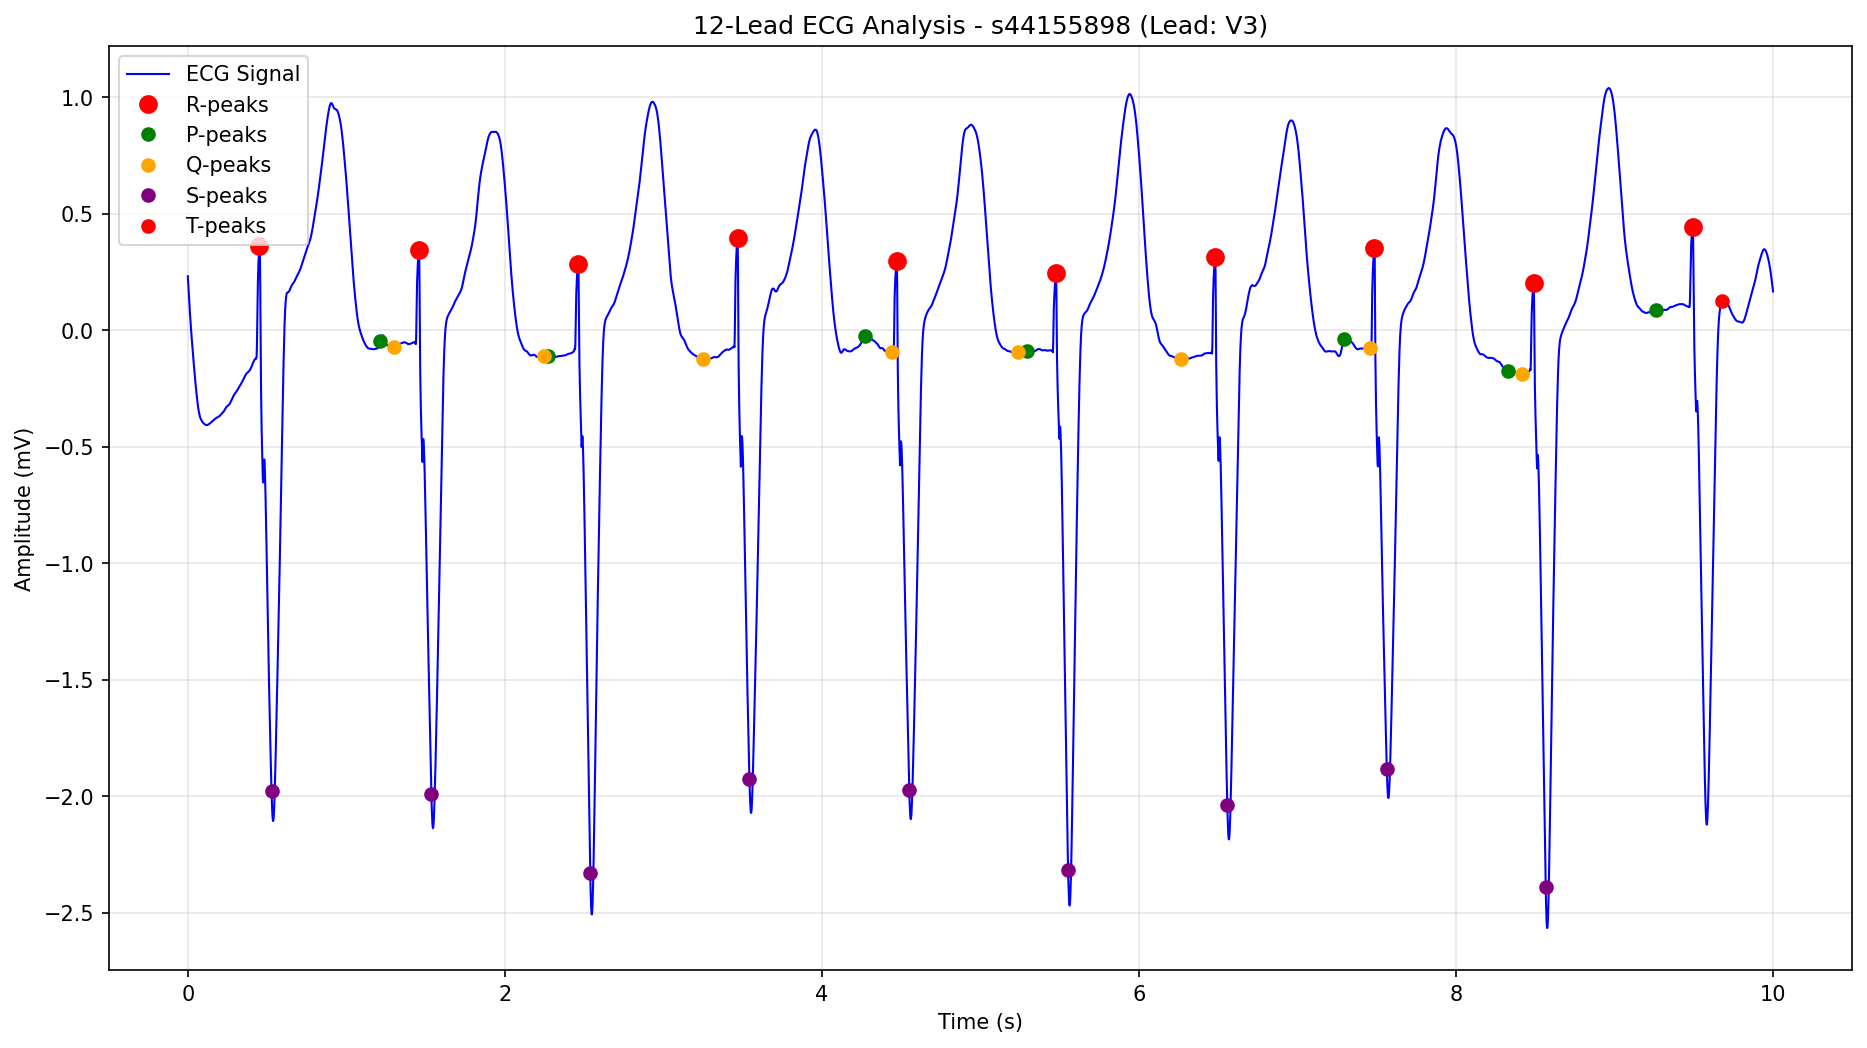 12-Lead ECG Analysis - s44155898 (Lead: V3)
ECG Signal
R-peaks
P-peaks
Q-peaks
S-peaks
T-peaks
1.0
0.5
0.0
−0.5
−1.0
−1.5
−2.0
−2.5
Amplitude (mV)
0 2 4 6 8 10
Time (s)